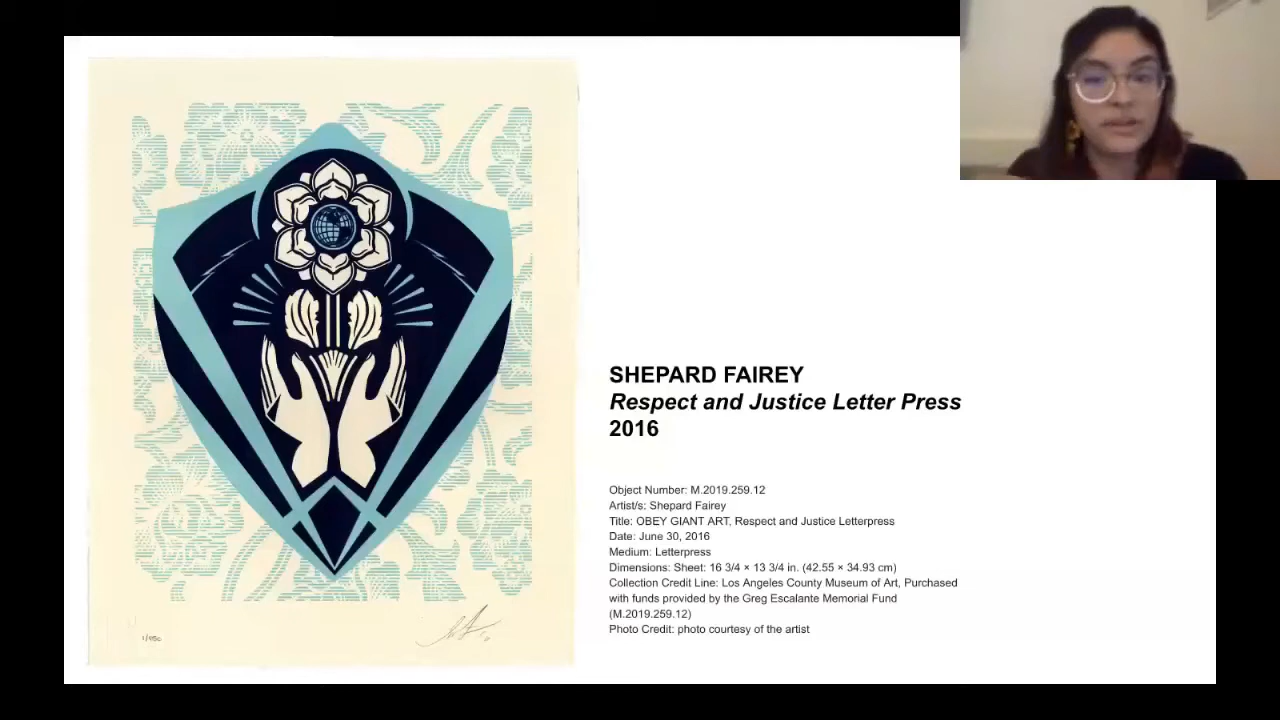 SHEPARD FAIREY
Respect and Justice Letter Press
2016
Object Number: M.2019.259.12
Artists: Shepard Fairey
Title: OBEY GIANT ART. Respect and Justice Letterpress
Date: June 30, 2016
Medium: Letterpress
Dimensions: Sheet: 16 3/4 × 13 3/4 in. (42.55 × 34.93 cm)
Collection Credit Line: Los Angeles County Museum of Art, Purchased
with funds provided by the Greg Escalante Memorial Fund
(M.2019.259.12)
Photo Credit: photo courtesy of the artist